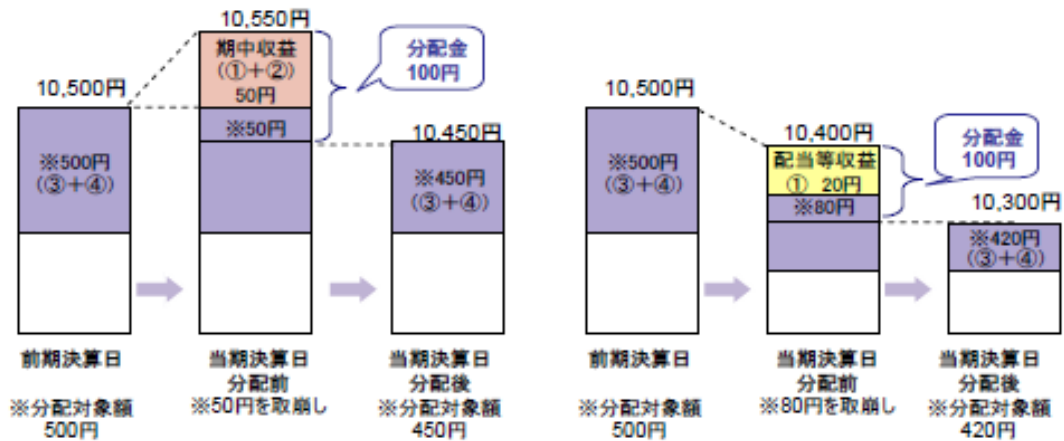 10,550円
10,500円
期中収益
(①+②)
50円
※50円
分配金
100円
10,450円
※500円
(③+④)
※450円
(③+④)
前期決算日
当期決算日
分配前
当期決算日
分配後
※50円を取崩し
※分配対象額
500円
※分配対象額
450円
10,500円
10,400円
配当等収益
① 20円
※80円
分配金
100円
10,300円
※500円
(③+④)
※420円
(③+④)
前期決算日
当期決算日
分配前
当期決算日
分配後
※80円を取崩し
※分配対象額
500円
※分配対象額
420円